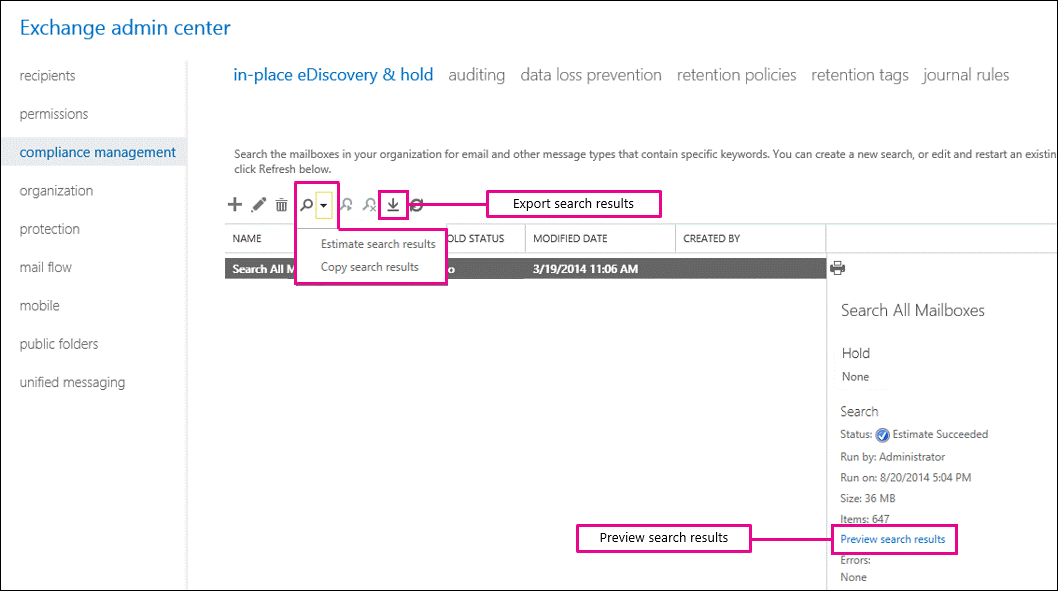 Exchange admin center
recipients
permissions
compliance management
organization
protection
mail flow
mobile
public folders
unified messaging
in-place eDiscovery & hold auditing data loss prevention retention policies retention tags journal rules
Search the mailboxes in your organization for email and other message types that contain specific keywords. You can create a new search, or edit and restart an existin
click Refresh below.
Export search results
NAME OLD STATUS MODIFIED DATE CREATED BY
Estimate search results
Copy search results
Search All M o 3/19/2014 11:06 AM
Search All Mailboxes
Hold
None
Search
Status: Estimate Succeeded
Run by: Administrator
Run on: 8/20/2014 5:04 PM
Size: 36 MB
Items: 647
Preview search results
Preview search results
Errors:
None